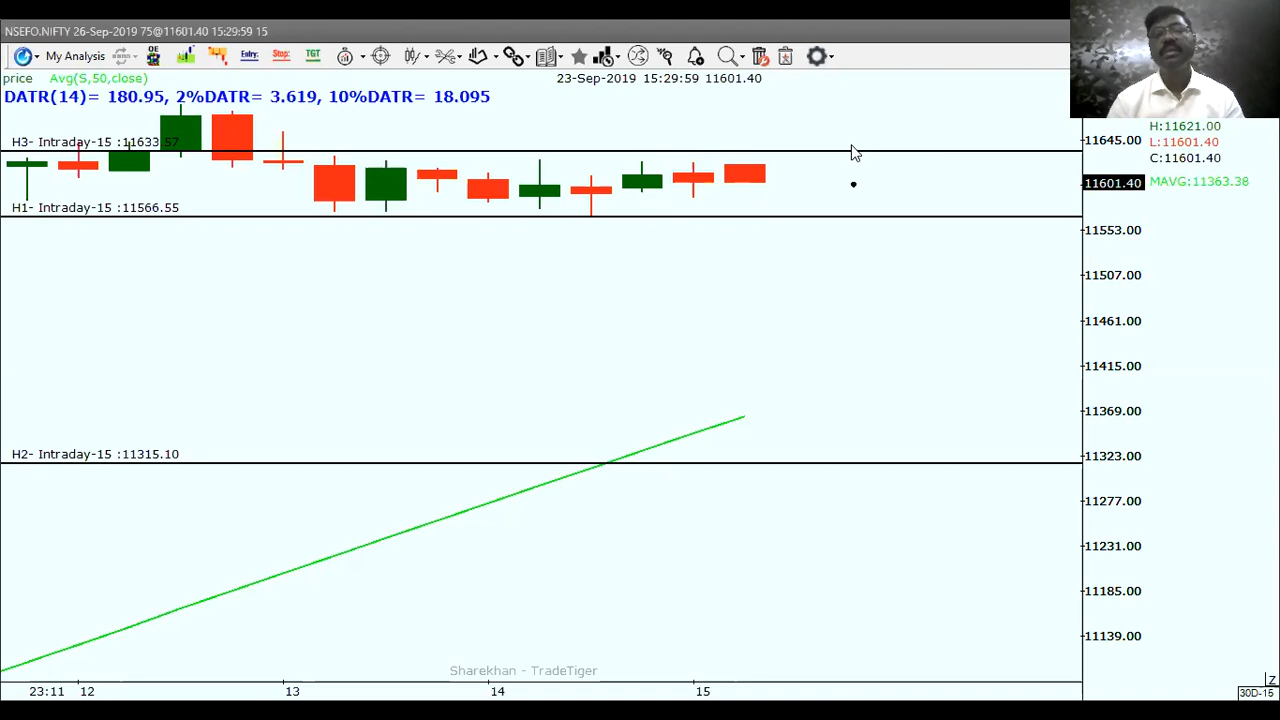 NSEFO.NIFTY 26-Sep-2019 75@11601.40 15:29:59 15
My Analysis OE Entry: Stop: TGT
price Avg(S,50,close) 23-Sep-2019 15:29:59 11601.40
DATR(14)= 180.95, 2%DATR= 3.619, 10%DATR= 18.095
H:11621.00
L:11601.40
C:11601.40
MAVG:11363.38
H3- Intraday-15 :11633.57
H1- Intraday-15 :11566.55
H2- Intraday-15 :11315.10
11645.00
11601.40
11553.00
11507.00
11461.00
11415.00
11369.00
11323.00
11277.00
11231.00
11185.00
11139.00
Sharekhan - TradeTiger
23:11 12 13 14 15
Z
30D-15